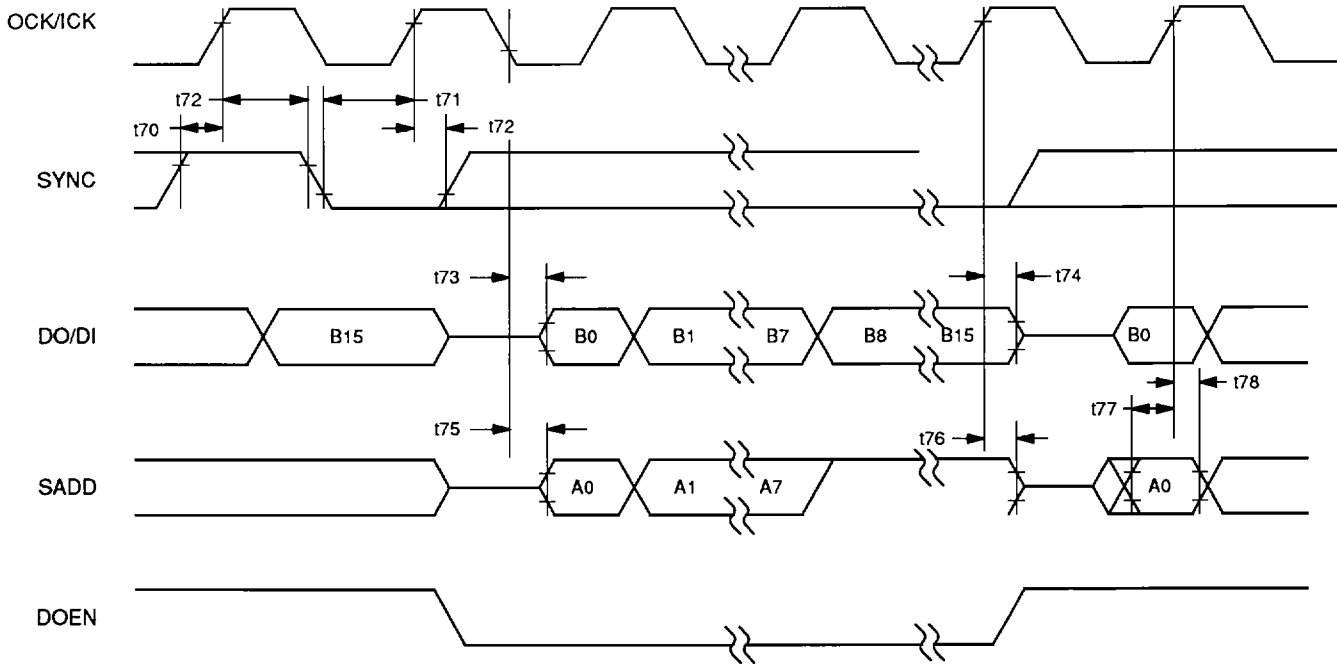 OCK/ICK
t72
t71
t70
t72
SYNC
t73
t74
DO/DI
B15
B0
B1
B7
B8
B15
B0
t78
t77
t75
t76
SADD
A0
A1
A7
A0
DOEN